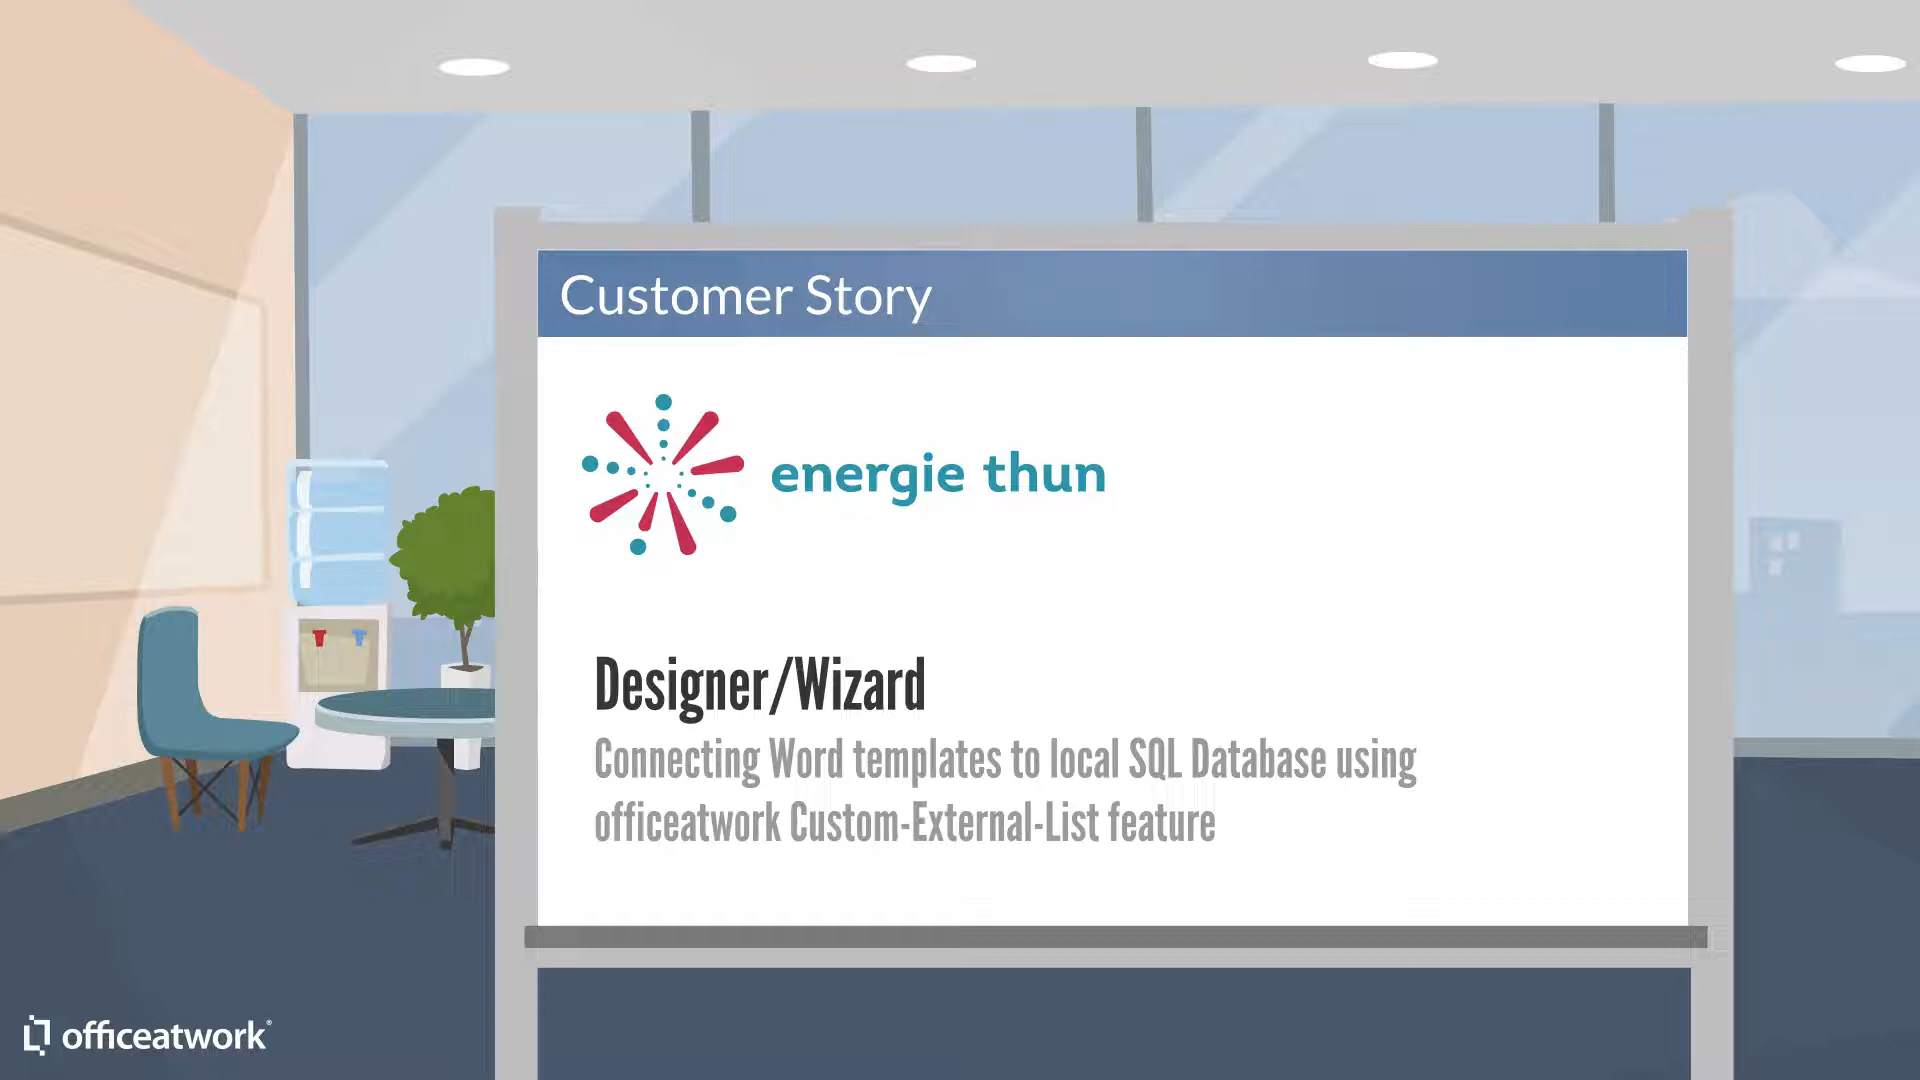 Customer Story
energie thun
Designer/Wizard
Connecting Word templates to local SQL Database using
officeatwork Custom-External-List feature
officeatwork®